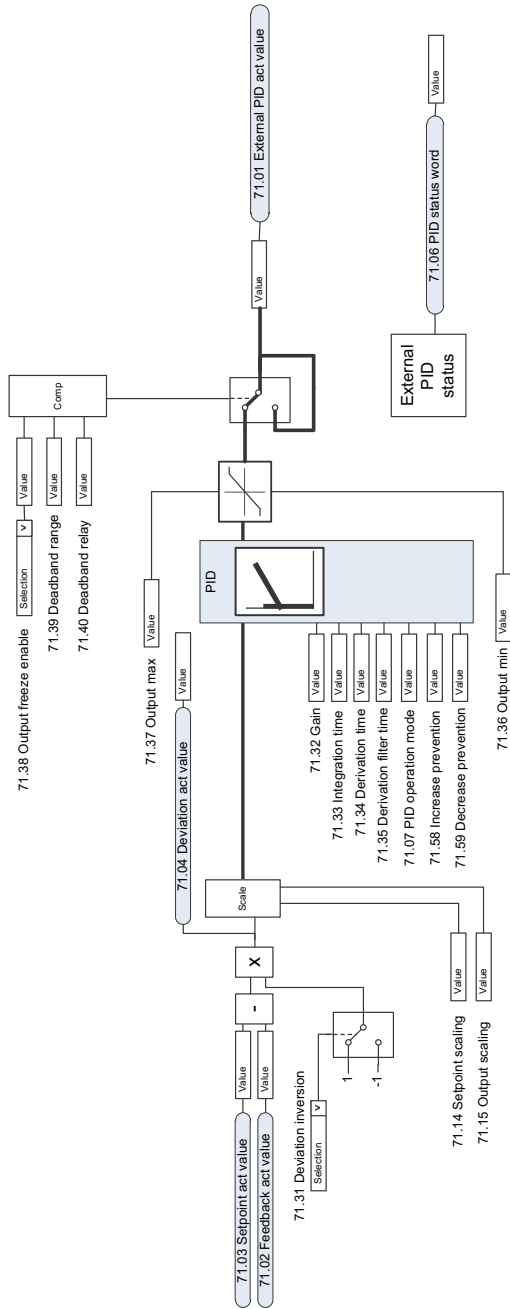 71.38 Output freeze enable
Selection
v
Value
71.39 Deadband range
Value
71.40 Deadband relay
Value
Comp
71.37 Output max
Value
71.04 Deviation act value
Value
71.03 Setpoint act value
Value
71.02 Feedback act value
Value
-
X
Scale
PID
Value
71.01 External PID act value
71.31 Deviation inversion
Selection
v
1
-1
71.32 Gain
Value
71.33 Integration time
Value
71.34 Derivation time
Value
71.35 Derivation filter time
Value
71.07 PID operation mode
Value
71.58 Increase prevention
Value
71.59 Decrease prevention
Value
71.14 Setpoint scaling
Value
71.15 Output scaling
Value
71.36 Output min
Value
External
PID
status
71.06 PID status word
Value